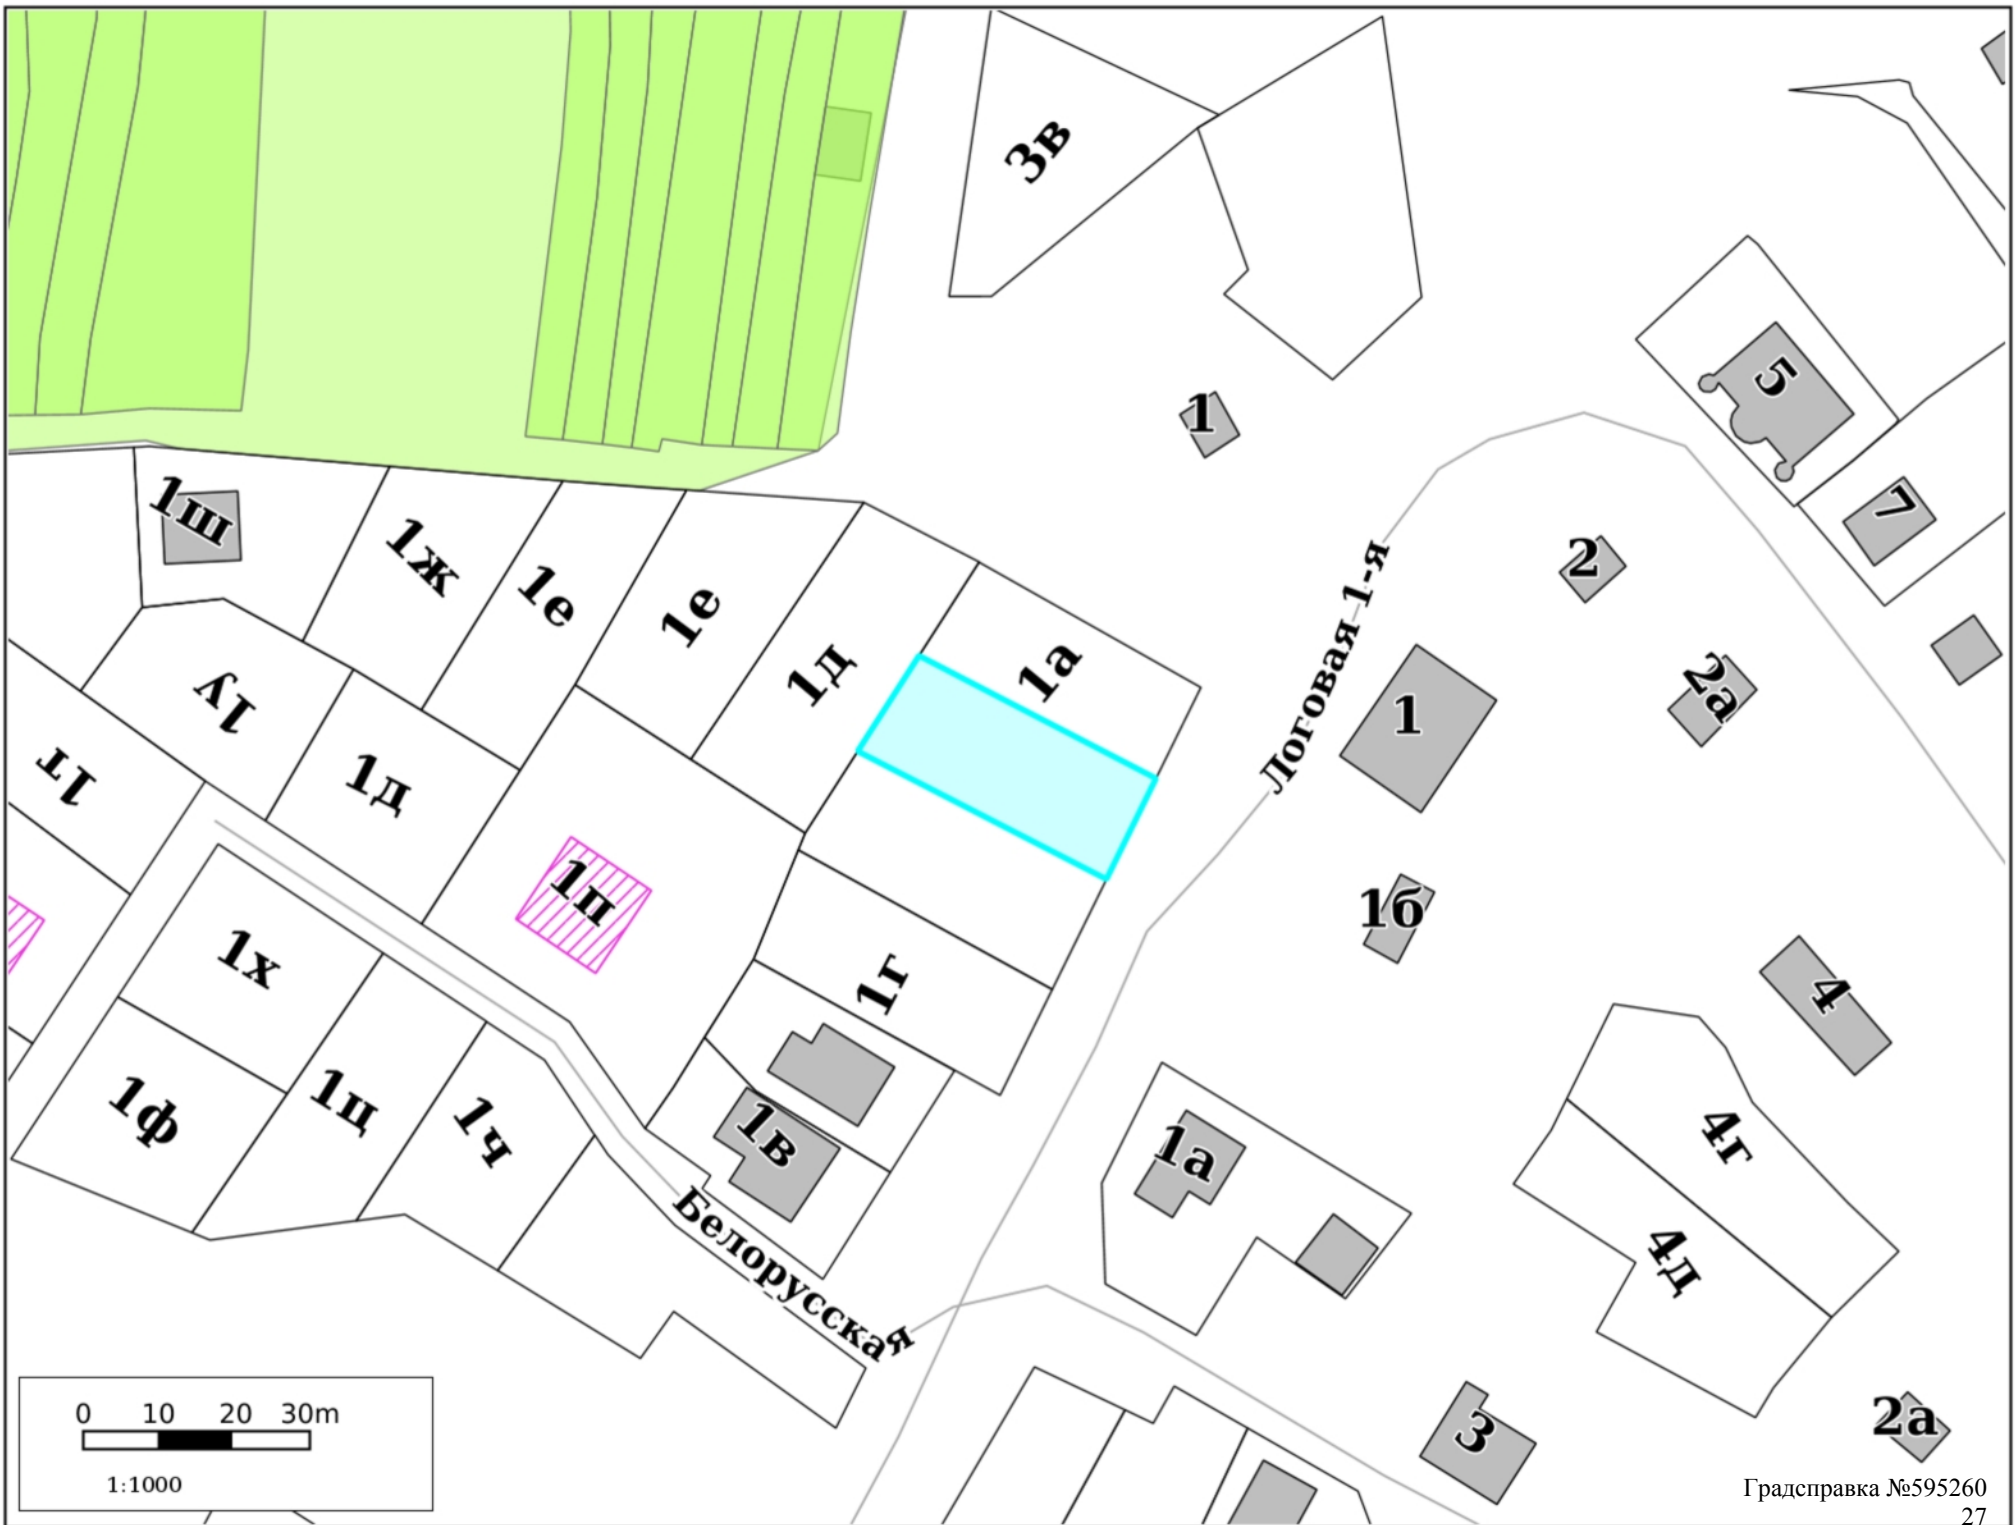 3в
1
5
7
1ш
1ж
1е
1е
1д
1а
2
2а
1
Логовая 1-я
1у
1т
1д
1п
1б
1х
1г
4
1ф
1ц
1ч
1в
1а
4г
4д
Белорусская
3
2а
0 10 20 30m
1:1000
Градсправка №595260
27